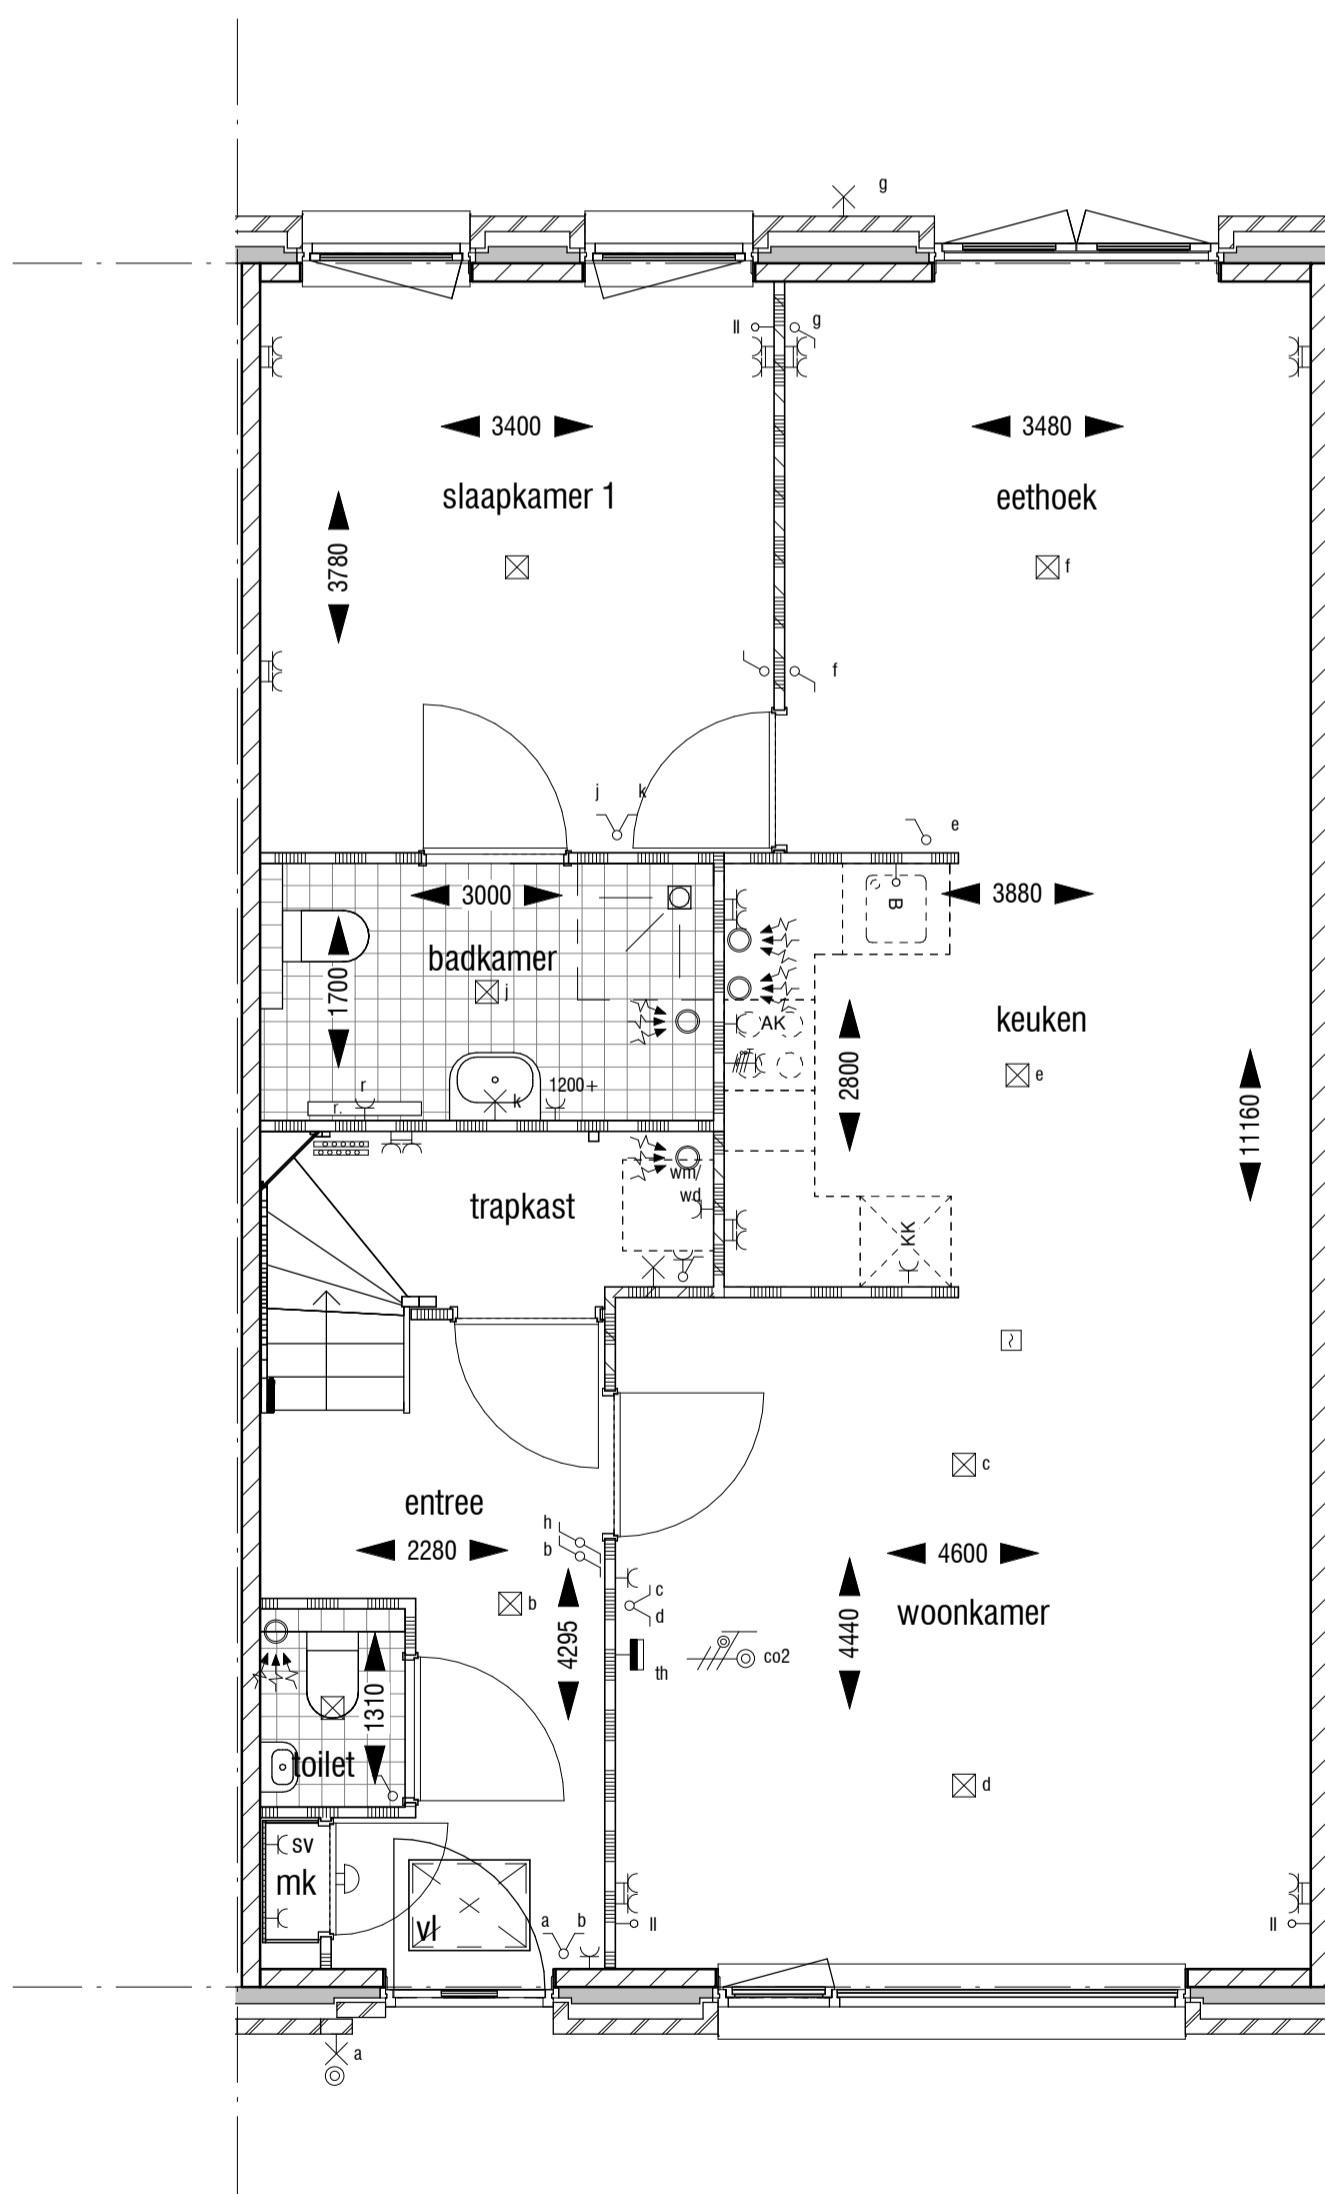 g
ll
g
3400
3480
slaapkamer 1
eethoek
3780
f
f
j
k
e
3000
B
3880
badkamer
1700
j
AK
keuken
2800
e
11160
r
r.
k
1200+
wm/
wd
trapkast
KK
c
entree
h
b
2280
4600
b
c
d
woonkamer
4295
4440
th
co2
1310
toilet
d
sv
mk
vl
a
b
ll
ll
a